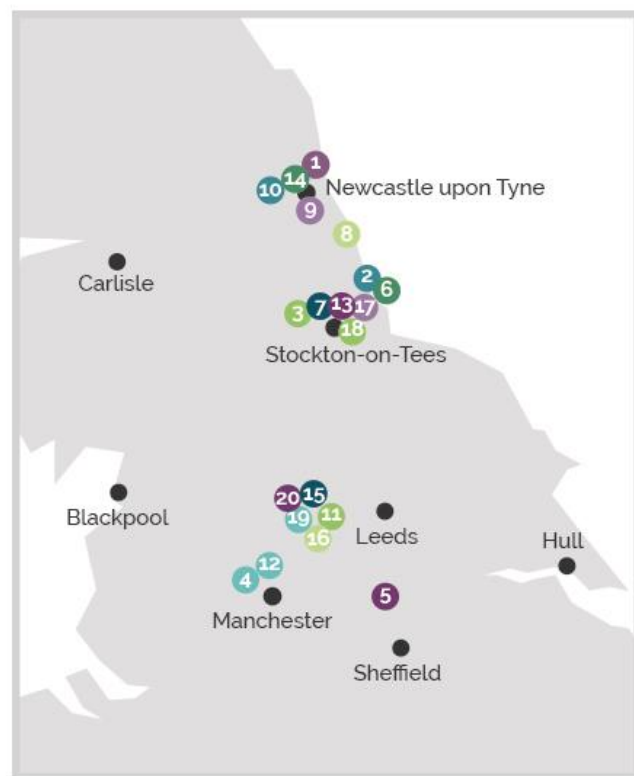 1
14
10
Newcastle upon Tyne
9
8
Carlisle
2
6
7
13
17
3
18
Stockton-on-Tees
20
15
19
11
Blackpool
Leeds
16
Hull
12
4
5
Manchester
Sheffield